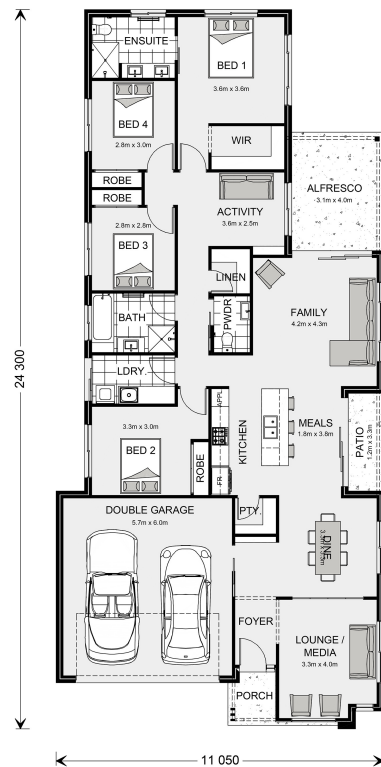 ENSUITE
BED 1
3.6m x 3.6m
BED 4
2.8m x 3.0m
WIR
ROBE
ROBE
ALFRESCO
3.1m x 4.0m
ACTIVITY
3.6m x 2.5m
2.8m x 2.8m
BED 3
LINEN
PWDR
FAMILY
4.2m x 4.3m
BATH
24 300
LDRY.
APPL
3.3m x 3.0m
BED 2
ROBE
KITCHEN
FR
MEALS
1.8m x 3.8m
PATIO
1.2m x 3.3m
DOUBLE GARAGE
5.7m x 6.0m
PTY.
DINE
FOYER
LOUNGE /
MEDIA
3.3m x 4.0m
PORCH
11 050